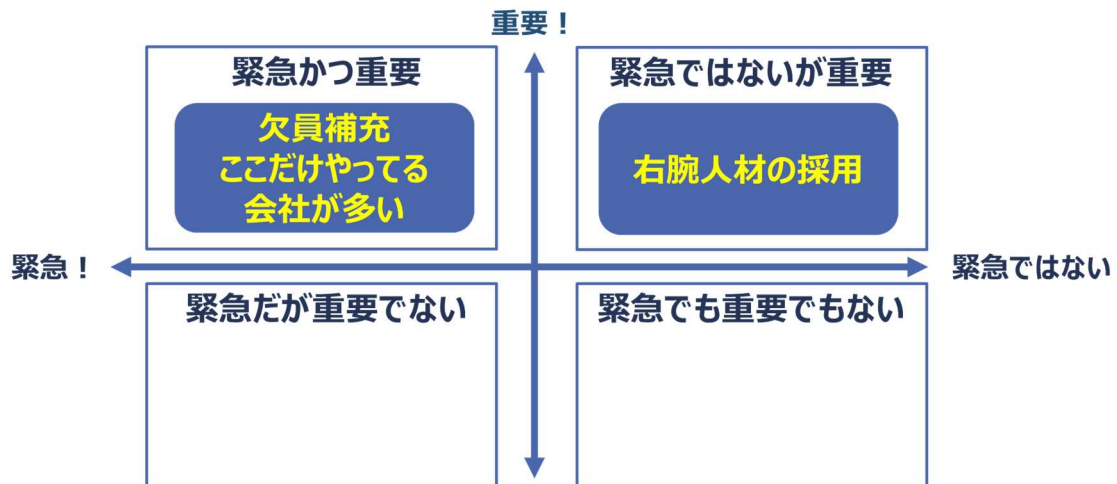 重要！
緊急かつ重要
欠員補充
ここだけやってる
会社が多い
緊急ではないが重要
右腕人材の採用
緊急！
緊急ではない
緊急だが重要でない
緊急でも重要でもない